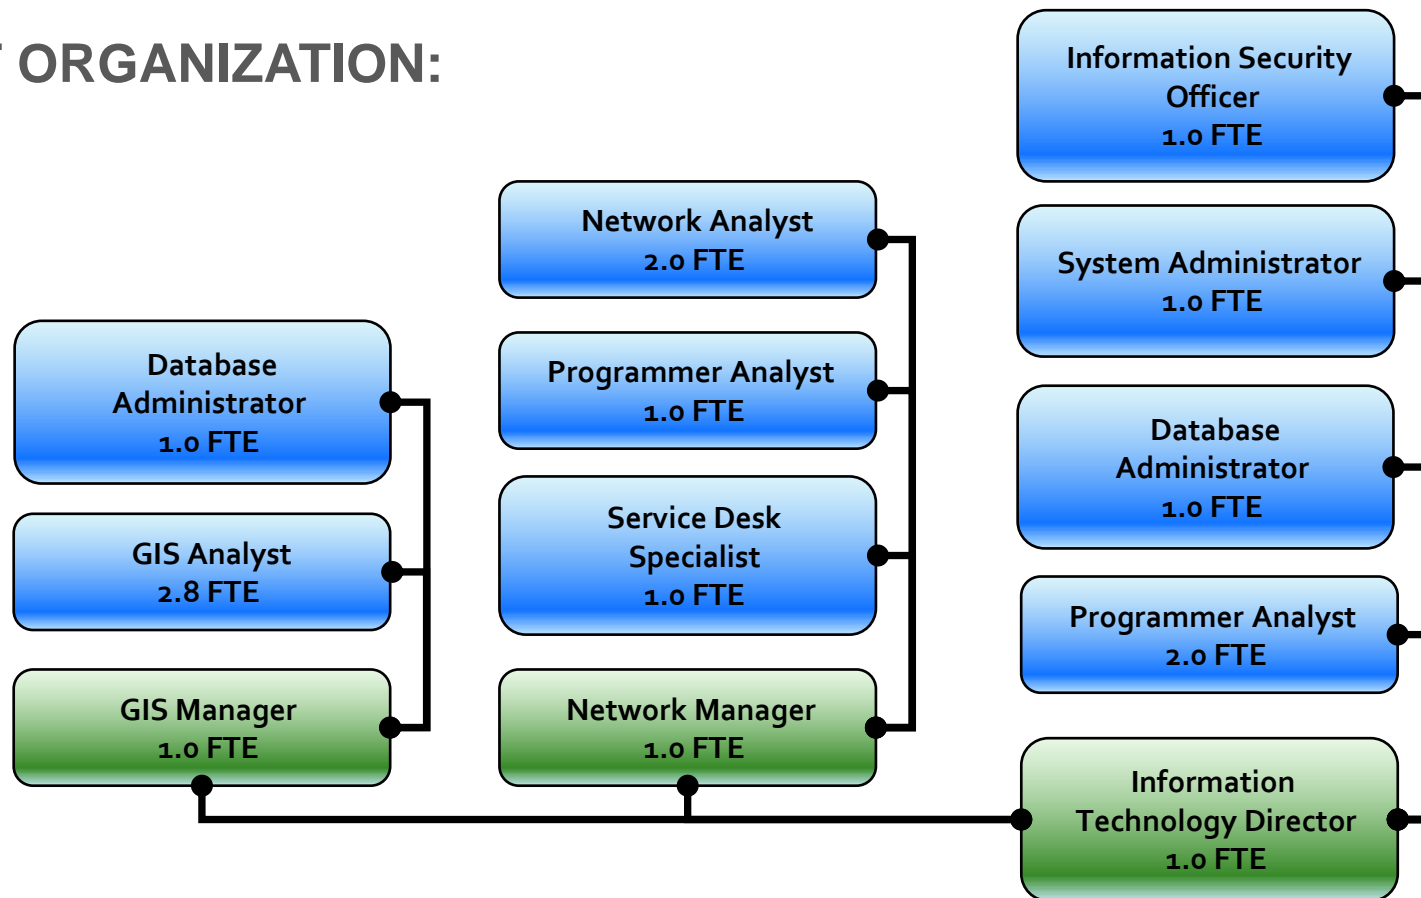 ORGANIZATION:
Information Security
Officer
1.0 FTE
Network Analyst
2.0 FTE
System Administrator
1.0 FTE
Database
Administrator
1.0 FTE
Programmer Analyst
1.0 FTE
Database
Administrator
1.0 FTE
GIS Analyst
2.8 FTE
Service Desk
Specialist
1.0 FTE
Programmer Analyst
2.0 FTE
GIS Manager
1.0 FTE
Network Manager
1.0 FTE
Information
Technology Director
1.0 FTE